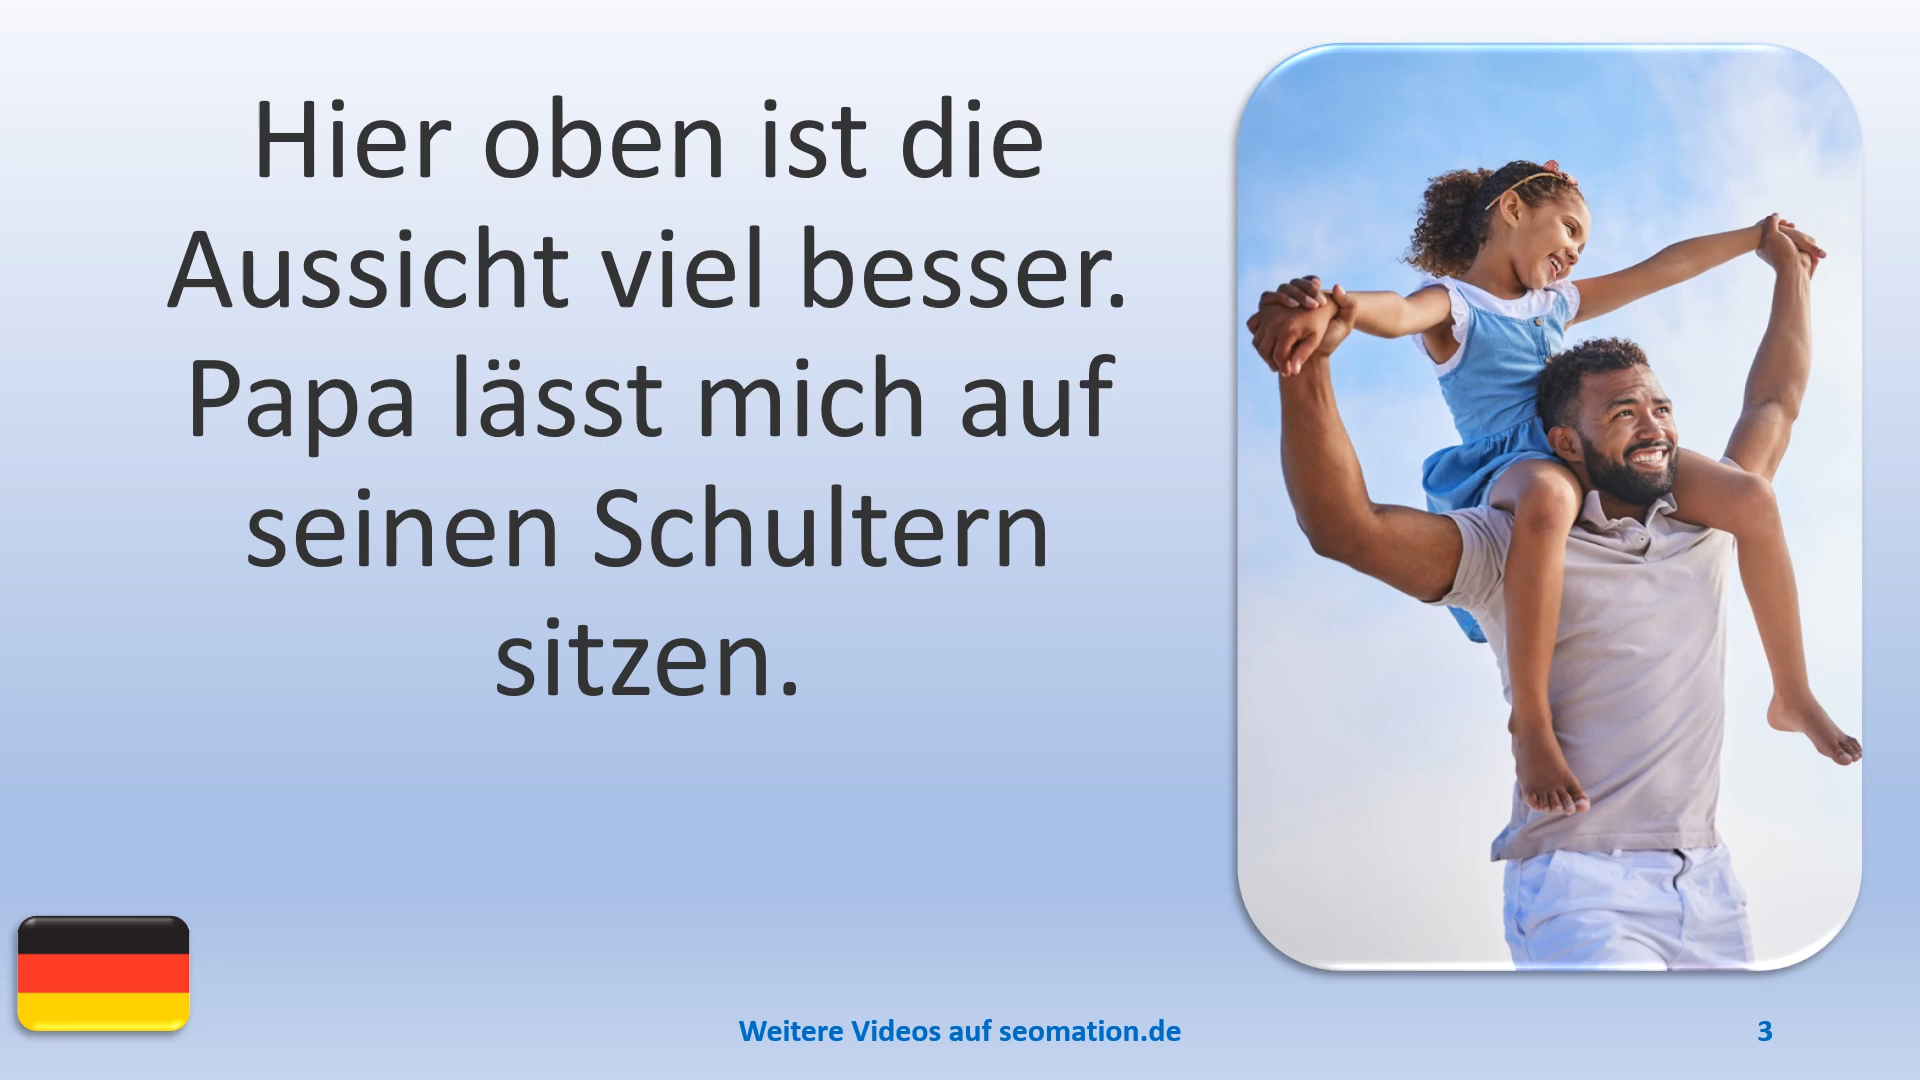 Hier oben ist die
Aussicht viel besser.
Papa lässt mich auf
seinen Schultern
sitzen.
Weitere Videos auf seomation.de
3